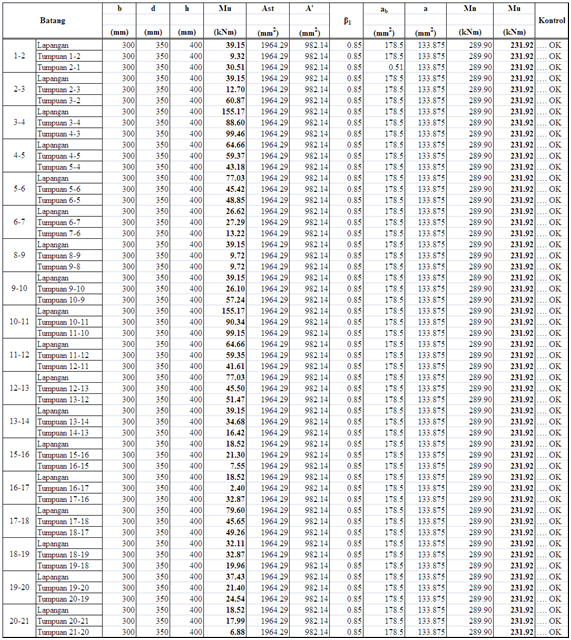 Batang b d h Mu Ast A' β1 ab a Mn Mu Kontrol
(mm) (mm) (mm) (kNm) (mm²) (mm²) (mm²) (mm²) (kNm) (kNm)
1-2 Lapangan 300 350 400 39.15 1964.29 982.14 0.85 178.5 133.875 289.90 231.92 .... OK
Tumpuan 1-2 300 350 400 9.32 1964.29 982.14 0.85 178.5 133.875 289.90 231.92 .... OK
Tumpuan 2-1 300 350 400 30.51 1964.29 982.14 0.85 0.51 133.875 289.90 231.92 .... OK
2-3 Lapangan 300 350 400 39.15 1964.29 982.14 0.85 178.5 133.875 289.90 231.92 .... OK
Tumpuan 2-3 300 350 400 12.70 1964.29 982.14 0.85 178.5 133.875 289.90 231.92 .... OK
Tumpuan 3-2 300 350 400 60.87 1964.29 982.14 0.85 178.5 133.875 289.90 231.92 .... OK
3-4 Lapangan 300 350 400 155.17 1964.29 982.14 0.85 178.5 133.875 289.90 231.92 .... OK
Tumpuan 3-4 300 350 400 88.60 1964.29 982.14 0.85 178.5 133.875 289.90 231.92 .... OK
Tumpuan 4-3 300 350 400 99.46 1964.29 982.14 0.85 178.5 133.875 289.90 231.92 .... OK
4-5 Lapangan 300 350 400 64.66 1964.29 982.14 0.85 178.5 133.875 289.90 231.92 .... OK
Tumpuan 4-5 300 350 400 59.37 1964.29 982.14 0.85 178.5 133.875 289.90 231.92 .... OK
Tumpuan 5-4 300 350 400 43.18 1964.29 982.14 0.85 178.5 133.875 289.90 231.92 .... OK
5-6 Lapangan 300 350 400 77.03 1964.29 982.14 0.85 178.5 133.875 289.90 231.92 .... OK
Tumpuan 5-6 300 350 400 45.42 1964.29 982.14 0.85 178.5 133.875 289.90 231.92 .... OK
Tumpuan 6-5 300 350 400 48.85 1964.29 982.14 0.85 178.5 133.875 289.90 231.92 .... OK
6-7 Lapangan 300 350 400 26.62 1964.29 982.14 0.85 178.5 133.875 289.90 231.92 .... OK
Tumpuan 6-7 300 350 400 27.29 1964.29 982.14 0.85 178.5 133.875 289.90 231.92 .... OK
Tumpuan 7-6 300 350 400 13.22 1964.29 982.14 0.85 178.5 133.875 289.90 231.92 .... OK
8-9 Lapangan 300 350 400 39.15 1964.29 982.14 0.85 178.5 133.875 289.90 231.92 .... OK
Tumpuan 8-9 300 350 400 9.72 1964.29 982.14 0.85 178.5 133.875 289.90 231.92 .... OK
Tumpuan 9-8 300 350 400 9.72 1964.29 982.14 0.85 178.5 133.875 289.90 231.92 .... OK
9-10 Lapangan 300 350 400 39.15 1964.29 982.14 0.85 178.5 133.875 289.90 231.92 .... OK
Tumpuan 9-10 300 350 400 26.10 1964.29 982.14 0.85 178.5 133.875 289.90 231.92 .... OK
Tumpuan 10-9 300 350 400 57.24 1964.29 982.14 0.85 178.5 133.875 289.90 231.92 .... OK
10-11 Lapangan 300 350 400 155.17 1964.29 982.14 0.85 178.5 133.875 289.90 231.92 .... OK
Tumpuan 10-11 300 350 400 90.34 1964.29 982.14 0.85 178.5 133.875 289.90 231.92 .... OK
Tumpuan 11-10 300 350 400 99.15 1964.29 982.14 0.85 178.5 133.875 289.90 231.92 .... OK
11-12 Lapangan 300 350 400 64.66 1964.29 982.14 0.85 178.5 133.875 289.90 231.92 .... OK
Tumpuan 11-12 300 350 400 59.35 1964.29 982.14 0.85 178.5 133.875 289.90 231.92 .... OK
Tumpuan 12-11 300 350 400 41.61 1964.29 982.14 0.85 178.5 133.875 289.90 231.92 .... OK
12-13 Lapangan 300 350 400 77.03 1964.29 982.14 0.85 178.5 133.875 289.90 231.92 .... OK
Tumpuan 12-13 300 350 400 45.50 1964.29 982.14 0.85 178.5 133.875 289.90 231.92 .... OK
Tumpuan 13-12 300 350 400 51.47 1964.29 982.14 0.85 178.5 133.875 289.90 231.92 .... OK
13-14 Lapangan 300 350 400 39.15 1964.29 982.14 0.85 178.5 133.875 289.90 231.92 .... OK
Tumpuan 13-14 300 350 400 34.68 1964.29 982.14 0.85 178.5 133.875 289.90 231.92 .... OK
Tumpuan 14-13 300 350 400 16.42 1964.29 982.14 0.85 178.5 133.875 289.90 231.92 .... OK
15-16 Lapangan 300 350 400 18.52 1964.29 982.14 0.85 178.5 133.875 289.90 231.92 .... OK
Tumpuan 15-16 300 350 400 21.30 1964.29 982.14 0.85 178.5 133.875 289.90 231.92 .... OK
Tumpuan 16-15 300 350 400 7.55 1964.29 982.14 0.85 178.5 133.875 289.90 231.92 .... OK
16-17 Lapangan 300 350 400 18.52 1964.29 982.14 0.85 178.5 133.875 289.90 231.92 .... OK
Tumpuan 16-17 300 350 400 2.40 1964.29 982.14 0.85 178.5 133.875 289.90 231.92 .... OK
Tumpuan 17-16 300 350 400 32.87 1964.29 982.14 0.85 178.5 133.875 289.90 231.92 .... OK
17-18 Lapangan 300 350 400 79.60 1964.29 982.14 0.85 178.5 133.875 289.90 231.92 .... OK
Tumpuan 17-18 300 350 400 45.65 1964.29 982.14 0.85 178.5 133.875 289.90 231.92 .... OK
Tumpuan 18-17 300 350 400 49.26 1964.29 982.14 0.85 178.5 133.875 289.90 231.92 .... OK
18-19 Lapangan 300 350 400 32.11 1964.29 982.14 0.85 178.5 133.875 289.90 231.92 .... OK
Tumpuan 18-19 300 350 400 32.87 1964.29 982.14 0.85 178.5 133.875 289.90 231.92 .... OK
Tumpuan 19-18 300 350 400 19.96 1964.29 982.14 0.85 178.5 133.875 289.90 231.92 .... OK
19-20 Lapangan 300 350 400 37.43 1964.29 982.14 0.85 178.5 133.875 289.90 231.92 .... OK
Tumpuan 19-20 300 350 400 21.40 1964.29 982.14 0.85 178.5 133.875 289.90 231.92 .... OK
Tumpuan 20-19 300 350 400 24.54 1964.29 982.14 0.85 178.5 133.875 289.90 231.92 .... OK
20-21 Lapangan 300 350 400 18.52 1964.29 982.14 0.85 178.5 133.875 289.90 231.92 .... OK
Tumpuan 20-21 300 350 400 17.99 1964.29 982.14 0.85 178.5 133.875 289.90 231.92 .... OK
Tumpuan 21-20 300 350 400 6.88 1964.29 982.14 0.85 178.5 133.875 289.90 231.92 .... OK